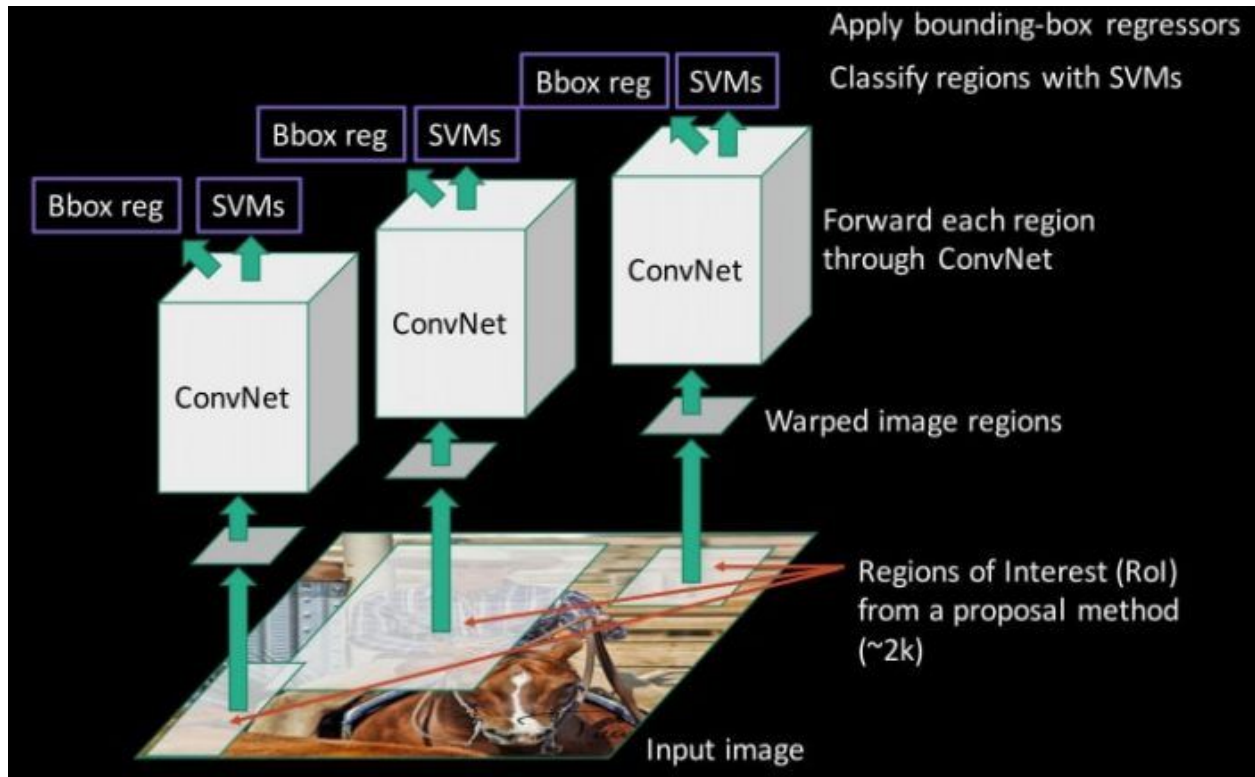 Apply bounding-box regressors
Bbox reg
SVMs
Classify regions with SVMs
Bbox reg
SVMs
Bbox reg
SVMs
Forward each region
through ConvNet
ConvNet
ConvNet
ConvNet
Warped image regions
Regions of Interest (RoI)
from a proposal method
(~2k)
Input image